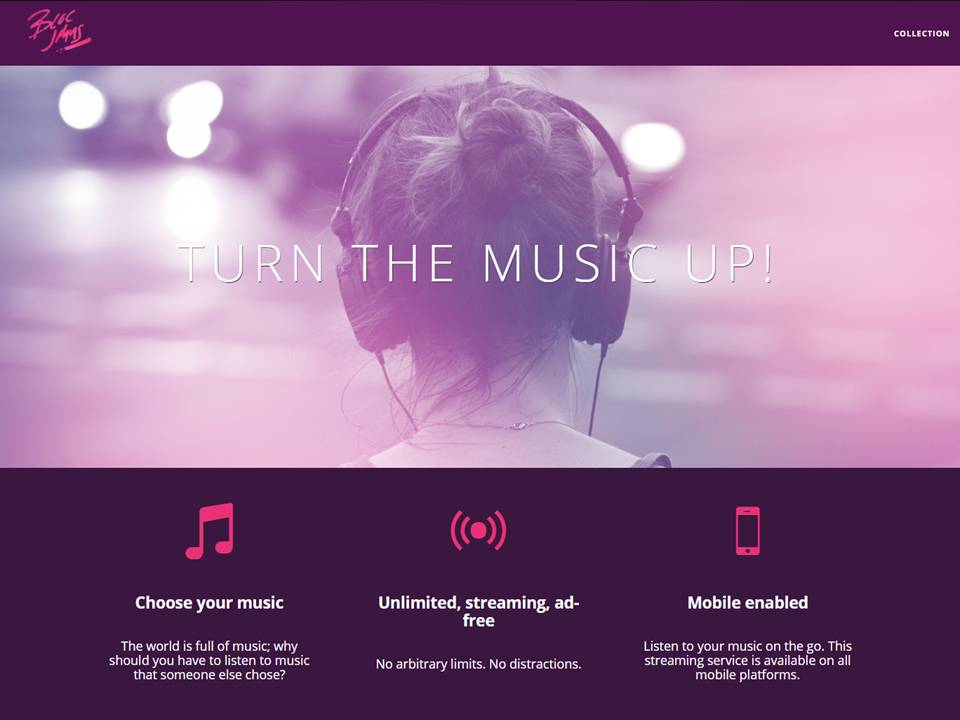 Bloc
Jams
COLLECTION
TURN THE MUSIC UP!
Choose your music
The world is full of music; why
should you have to listen to music
that someone else chose?
Unlimited, streaming, ad-
free
No arbitrary limits. No distractions.
Mobile enabled
Listen to your music on the go. This
streaming service is available on all
mobile platforms.